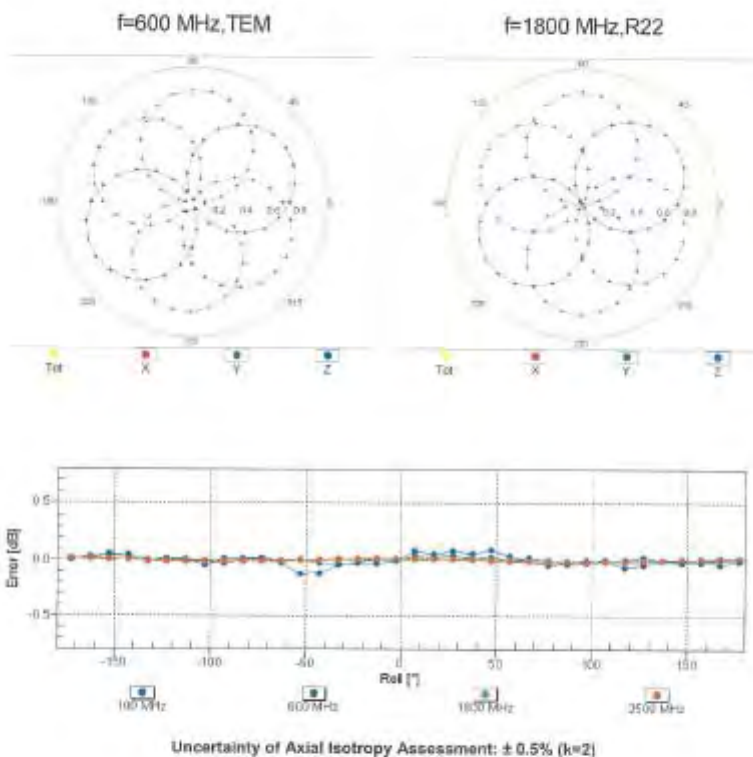 f=600 MHz,TEM
f=1800 MHz,R22
Tot X Y Z
Tot X Y Z
Error [dB]
0.5
0.0
-0.5
-150 -100 -50 0 50 100 150
Roll [°]
100 MHz 600 MHz 1800 MHz 2500 MHz
Uncertainty of Axial Isotropy Assessment: ± 0.5% (k=2)